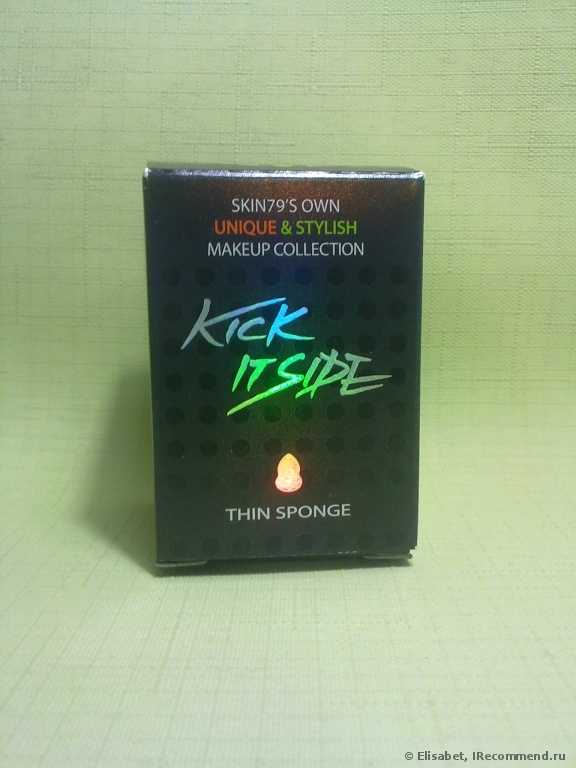 SKIN79'S OWN
UNIQUE & STYLISH
MAKEUP COLLECTION
KICK
IT SIDE
THIN SPONGE
© Elisabet, IRecommend.ru